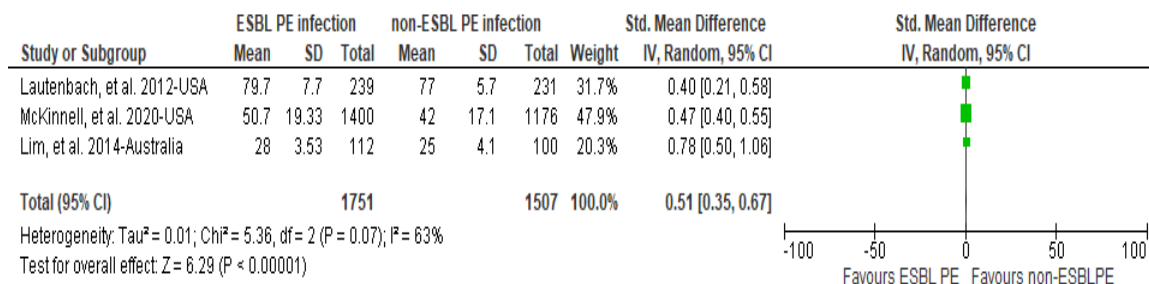 ESBL PE infection non-ESBL PE infection Std. Mean Difference Std. Mean Difference
Study or Subgroup Mean SD Total Mean SD Total Weight IV, Random, 95% CI IV, Random, 95% CI
Lautenbach, et al. 2012-USA 79.7 7.7 239 77 5.7 231 31.7% 0.40 [0.21, 0.58]
McKinnell, et al. 2020-USA 50.7 19.33 1400 42 17.1 1176 47.9% 0.47 [0.40, 0.55]
Lim, et al. 2014-Australia 28 3.53 112 25 4.1 100 20.3% 0.78 [0.50, 1.06]
Total (95% CI) 1751 1507 100.0% 0.51 [0.35, 0.67]
Heterogeneity: Tau² = 0.01; Chi² = 5.36, df = 2 (P = 0.07); I² = 63%
Test for overall effect: Z = 6.29 (P < 0.00001)
-100 -50 0 50 100
Favours ESBL PE Favours non-ESBLPE